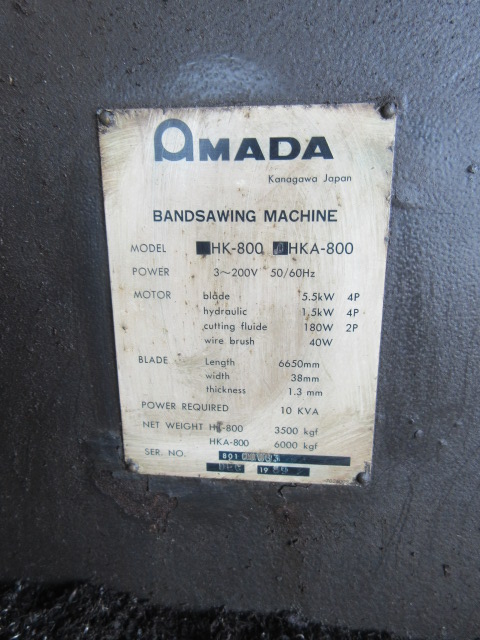 AMADA
Kanagawa Japan
BANDSAWING MACHINE
MODEL HK-800 HKA-800
POWER 3~200V 50/60Hz
MOTOR blade 5.5kW 4P
hydraulic 1.5kW 4P
cutting fluide 180W 2P
wire brush 40W
BLADE Length 6650mm
width 38mm
thickness 1.3 mm
POWER REQUIRED 10 KVA
NET WEIGHT HK-800 3500 kgf
HKA-800 6000 kgf
SER. NO. 801
19